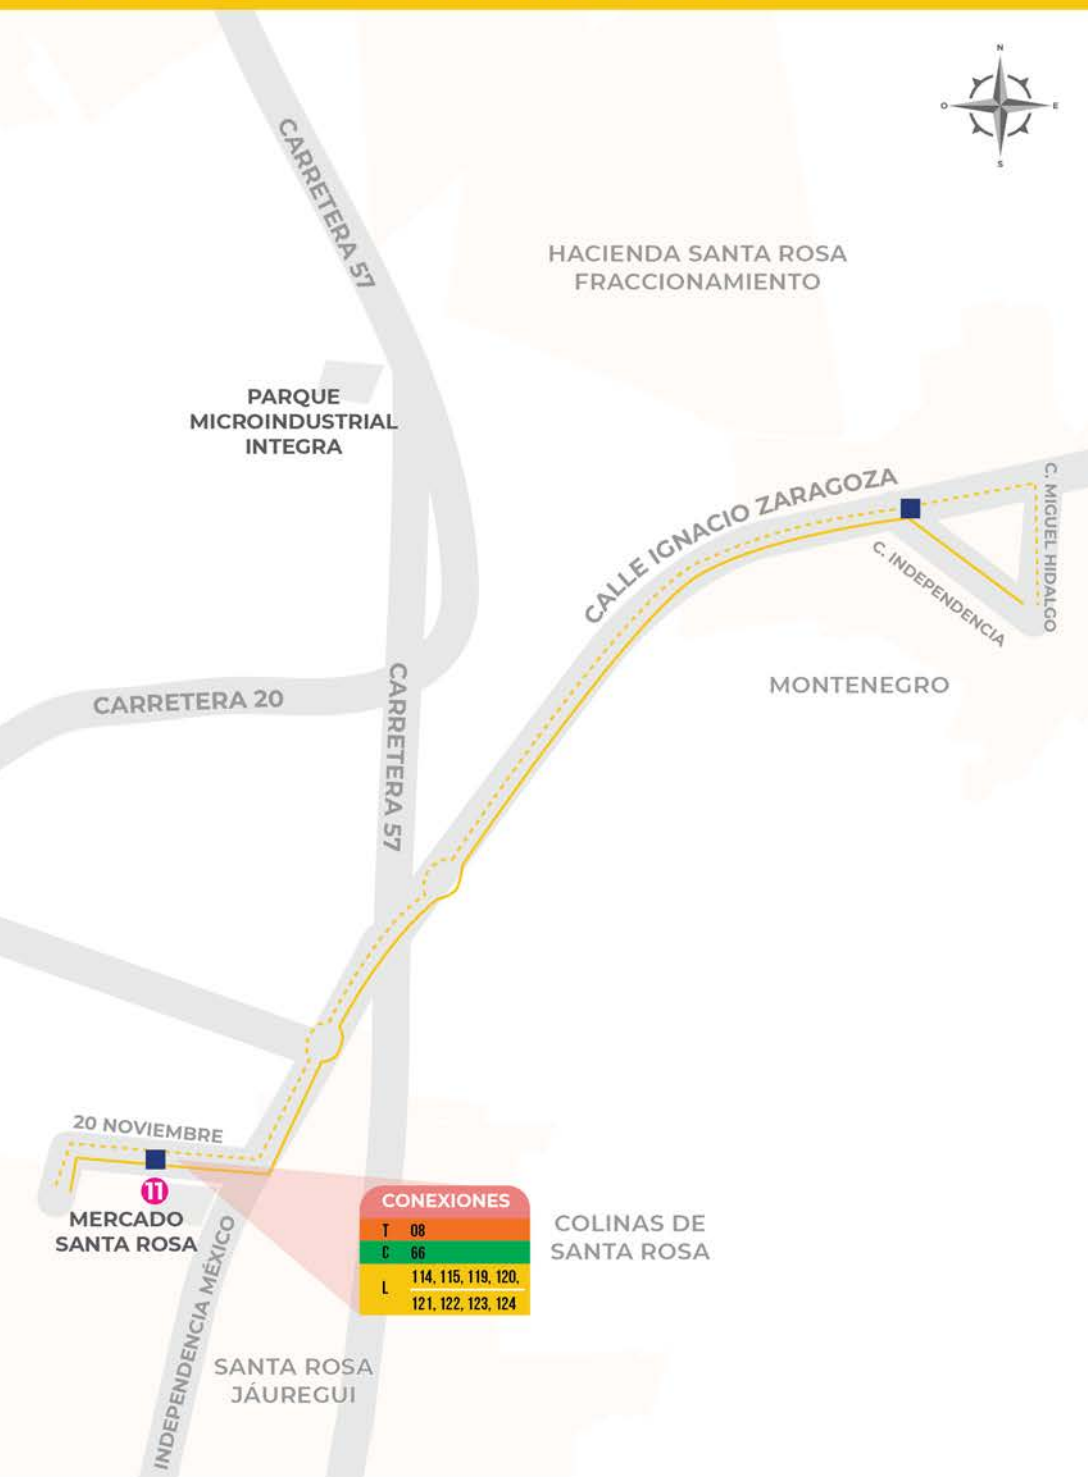 N
O
E
S
CARRETERA 57
HACIENDA SANTA ROSA
FRACCIONAMIENTO
PARQUE
MICROINDUSTRIAL
INTEGRA
CALLE IGNACIO ZARAGOZA
C. MIGUEL HIDALGO
C. INDEPENDENCIA
MONTENEGRO
CARRETERA 20
CARRETERA 57
20 NOVIEMBRE
11
MERCADO
SANTA ROSA
INDEPENDENCIA MÉXICO
CONEXIONES
T 08
C 66
L 114, 115, 119, 120,
121, 122, 123, 124
COLINAS DE
SANTA ROSA
SANTA ROSA
JÁUREGUI